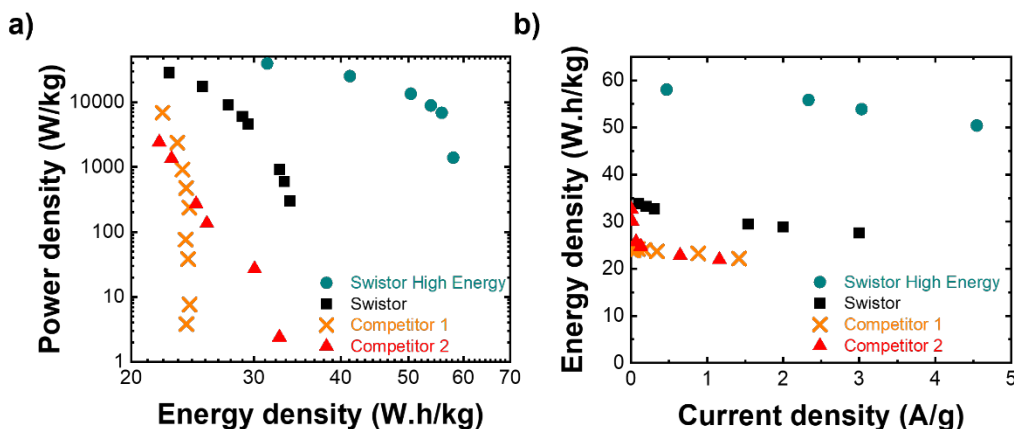 a)
Power density (W/kg)
10000
1000
100
10
1
20
30
40
50
60
70
Energy density (W.h/kg)
Swistor High Energy
Swistor
Competitor 1
Competitor 2
b)
Energy density (W.h/kg)
60
50
40
30
20
10
0
0
1
2
3
4
5
Current density (A/g)
Swistor High Energy
Swistor
Competitor 1
Competitor 2